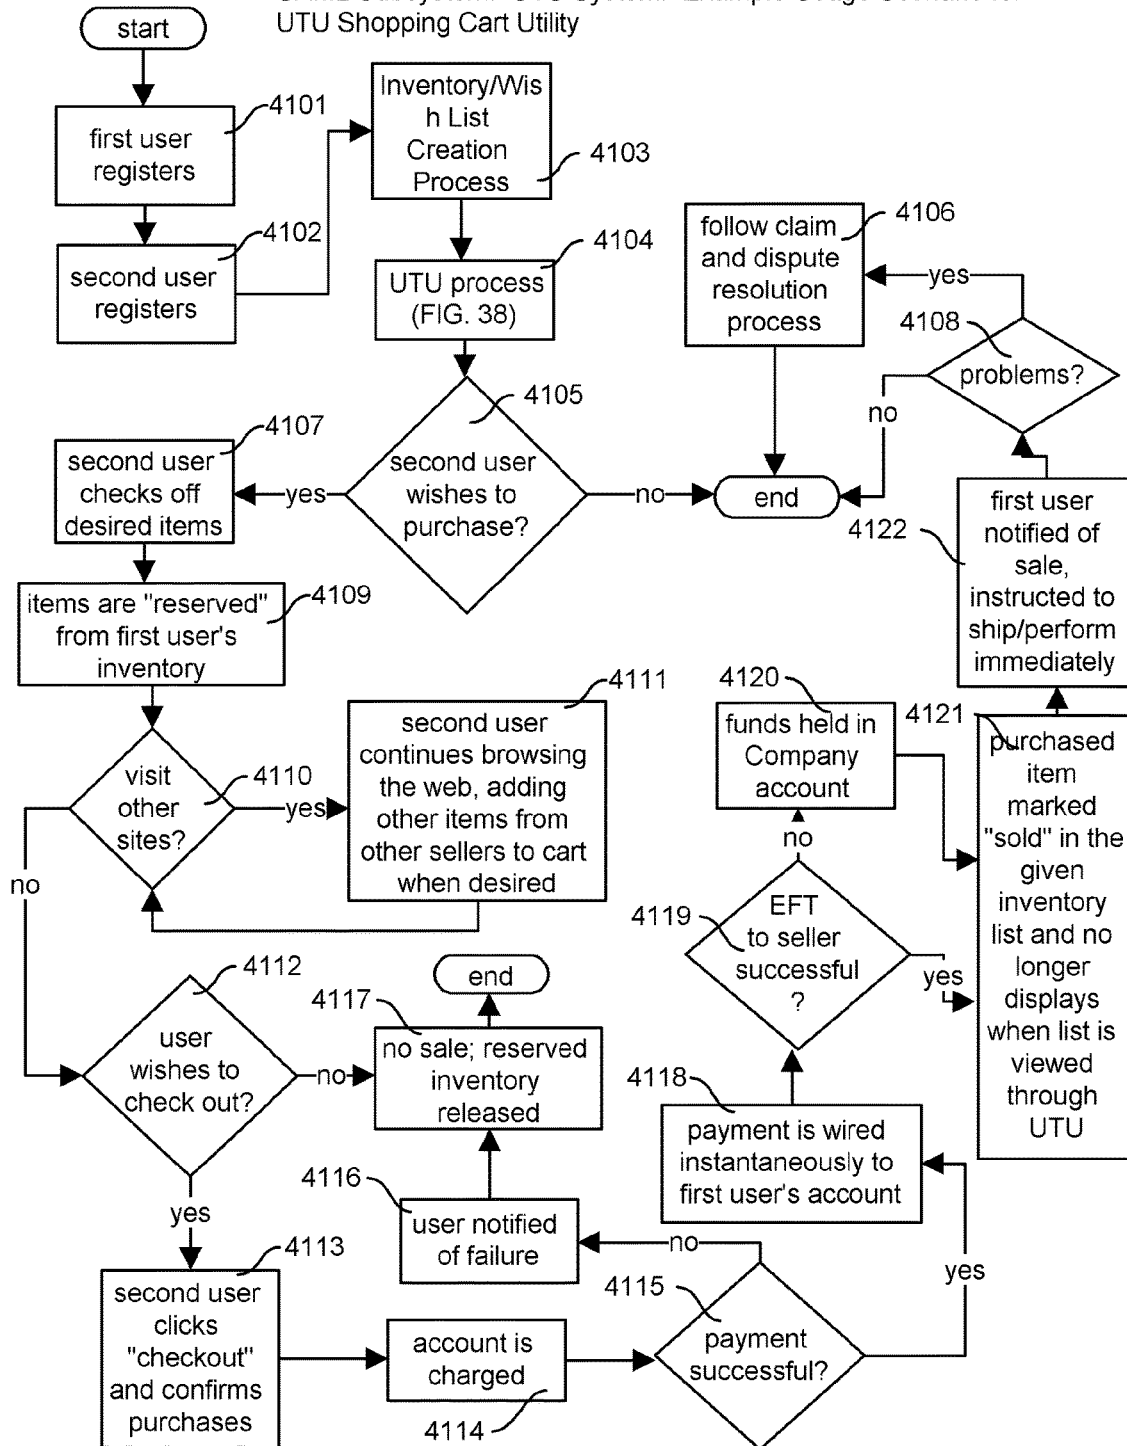 UTU Shopping Cart Utility
start
4101
first user
registers
4102
second user
registers
Inventory/Wis
h List
Creation
Process
4103
4104
UTU process
(FIG. 38)
4105
second user
wishes to
purchase?
yes
no
end
4106
follow claim
and dispute
resolution
process
yes
4108
problems?
no
4107
second user
checks off
desired items
4109
items are "reserved"
from first user's
inventory
4110
visit
other
sites?
yes
no
4111
second user
continues browsing
the web, adding
other items from
other sellers to cart
when desired
4112
user
wishes to
check out?
no
yes
4117
no sale; reserved
inventory
released
end
4116
user notified
of failure
4113
second user
clicks
"checkout"
and confirms
purchases
account is
charged
4114
4115
payment
successful?
no
yes
4118
payment is wired
instantaneously to
first user's account
4119
EFT
to seller
successful
?
no
yes
4120
funds held in
Company
account
4121
purchased
item
marked
"sold" in the
given
inventory
list and no
longer
displays
when list is
viewed
through
UTU
4122
first user
notified of
sale,
instructed to
ship/perform
immediately